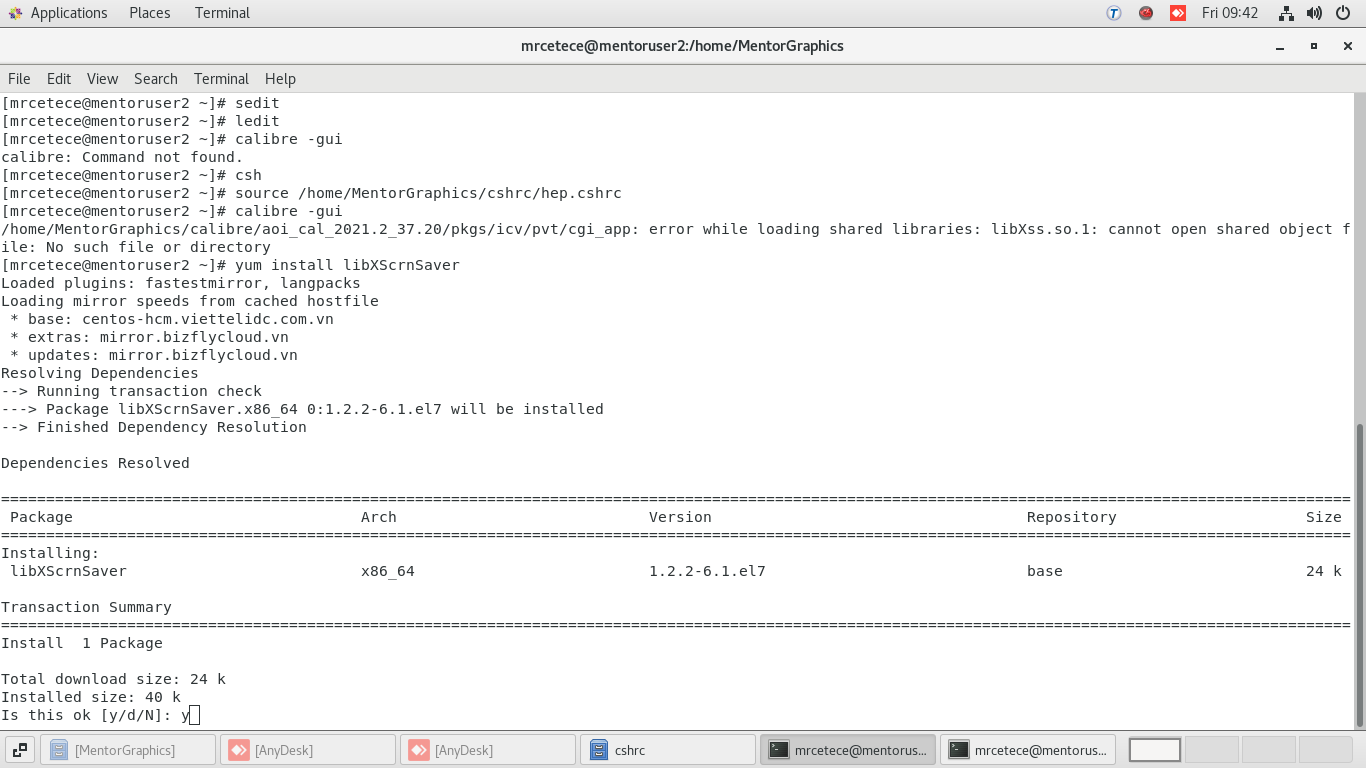 Applications Places Terminal Fri 09:42
mrcetece@mentoruser2:/home/MentorGraphics
File Edit View Search Terminal Help
[mrcetece@mentoruser2 ~]# sedit
[mrcetece@mentoruser2 ~]# ledit
[mrcetece@mentoruser2 ~]# calibre -gui
calibre: Command not found.
[mrcetece@mentoruser2 ~]# csh
[mrcetece@mentoruser2 ~]# source /home/MentorGraphics/cshrc/hep.cshrc
[mrcetece@mentoruser2 ~]# calibre -gui
/home/MentorGraphics/calibre/aoi_cal_2021.2_37.20/pkgs/icv/pvt/cgi_app: error while loading shared libraries: libXss.so.1: cannot open shared object f
ile: No such file or directory
[mrcetece@mentoruser2 ~]# yum install libXScrnSaver
Loaded plugins: fastestmirror, langpacks
Loading mirror speeds from cached hostfile
 * base: centos-hcm.viettelidc.com.vn
 * extras: mirror.bizflycloud.vn
 * updates: mirror.bizflycloud.vn
Resolving Dependencies
--> Running transaction check
---> Package libXScrnSaver.x86_64 0:1.2.2-6.1.el7 will be installed
--> Finished Dependency Resolution
Dependencies Resolved
================================================================================
 Package Arch Version Repository Size
================================================================================
Installing:
 libXScrnSaver x86_64 1.2.2-6.1.el7 base 24 k
Transaction Summary
================================================================================
Install  1 Package
Total download size: 24 k
Installed size: 40 k
Is this ok [y/d/N]: y
[MentorGraphics] [AnyDesk] [AnyDesk] cshrc mrcetece@mentorus... mrcetece@mentorus...